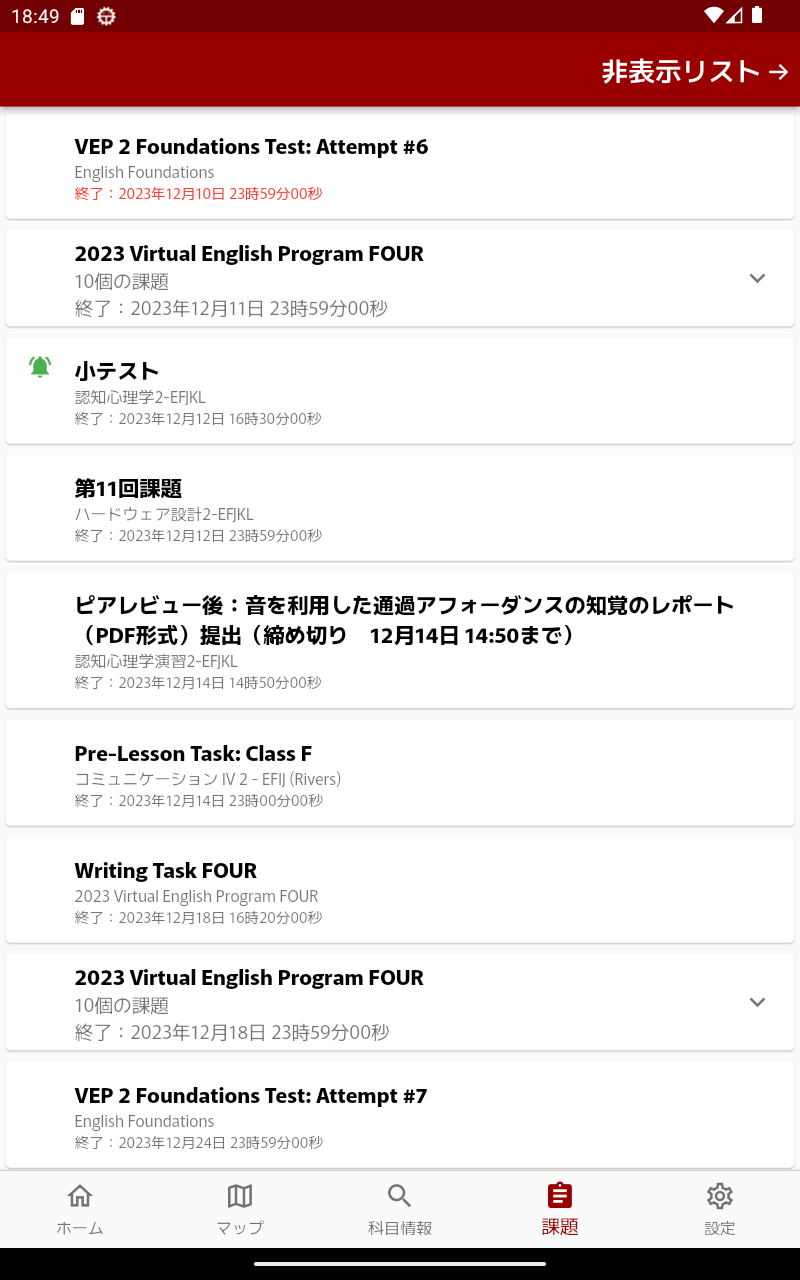 18:49
非表示リスト→
VEP 2 Foundations Test: Attempt #6
English Foundations
終了：2023年12月10日 23時59分00秒
2023 Virtual English Program FOUR
10個の課題
終了：2023年12月11日 23時59分00秒
小テスト
認知心理学2-EFJKL
終了：2023年12月12日 16時30分00秒
第11回課題
ハードウェア設計2-EFJKL
終了：2023年12月12日 23時59分00秒
ピアレビュー後：音を利用した通過アフォーダンスの知覚のレポート
（PDF形式）提出（締め切り　12月14日 14:50まで）
認知心理学演習2-EFJKL
終了：2023年12月14日 14時50分00秒
Pre-Lesson Task: Class F
コミュニケーション IV 2 - EFIJ (Rivers)
終了：2023年12月14日 23時00分00秒
Writing Task FOUR
2023 Virtual English Program FOUR
終了：2023年12月18日 16時20分00秒
2023 Virtual English Program FOUR
10個の課題
終了：2023年12月18日 23時59分00秒
VEP 2 Foundations Test: Attempt #7
English Foundations
終了：2023年12月24日 23時59分00秒
ホーム マップ 科目情報 課題 設定